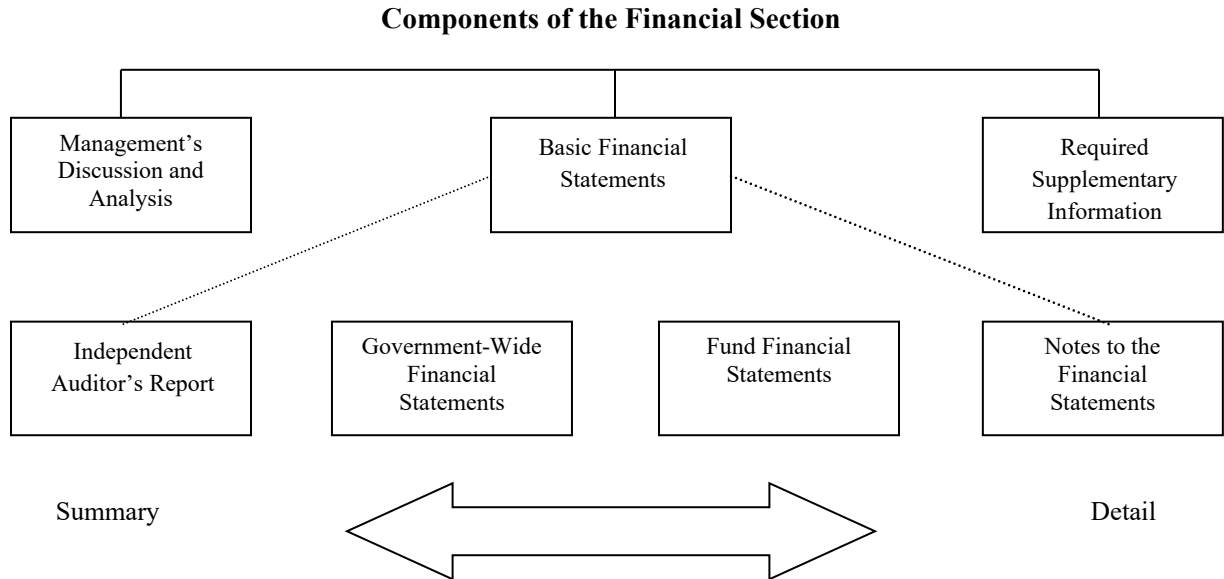 Components of the Financial Section
Management’s
Discussion and
Analysis
Basic Financial
Statements
Required
Supplementary
Information
Independent
Auditor’s Report
Government-Wide
Financial
Statements
Fund Financial
Statements
Notes to the
Financial
Statements
Summary
Detail